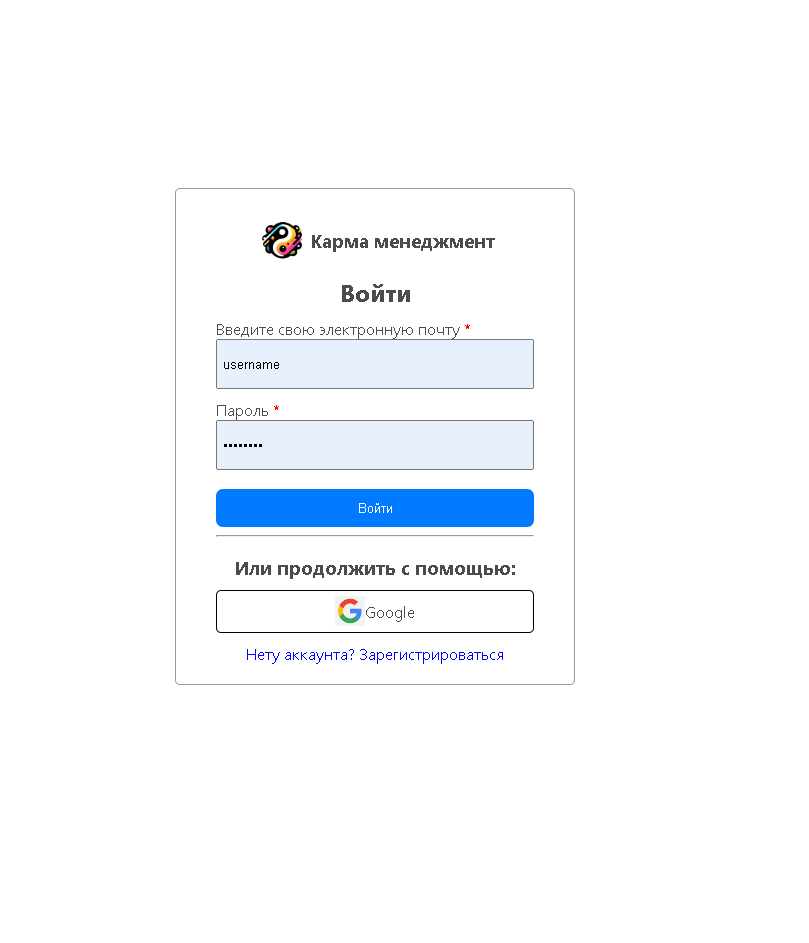 Карма менеджмент
Войти
Введите свою электронную почту *
username
Пароль *
••••••••
Войти
Или продолжить с помощью:
Google
Нету аккаунта? Зарегистрироваться